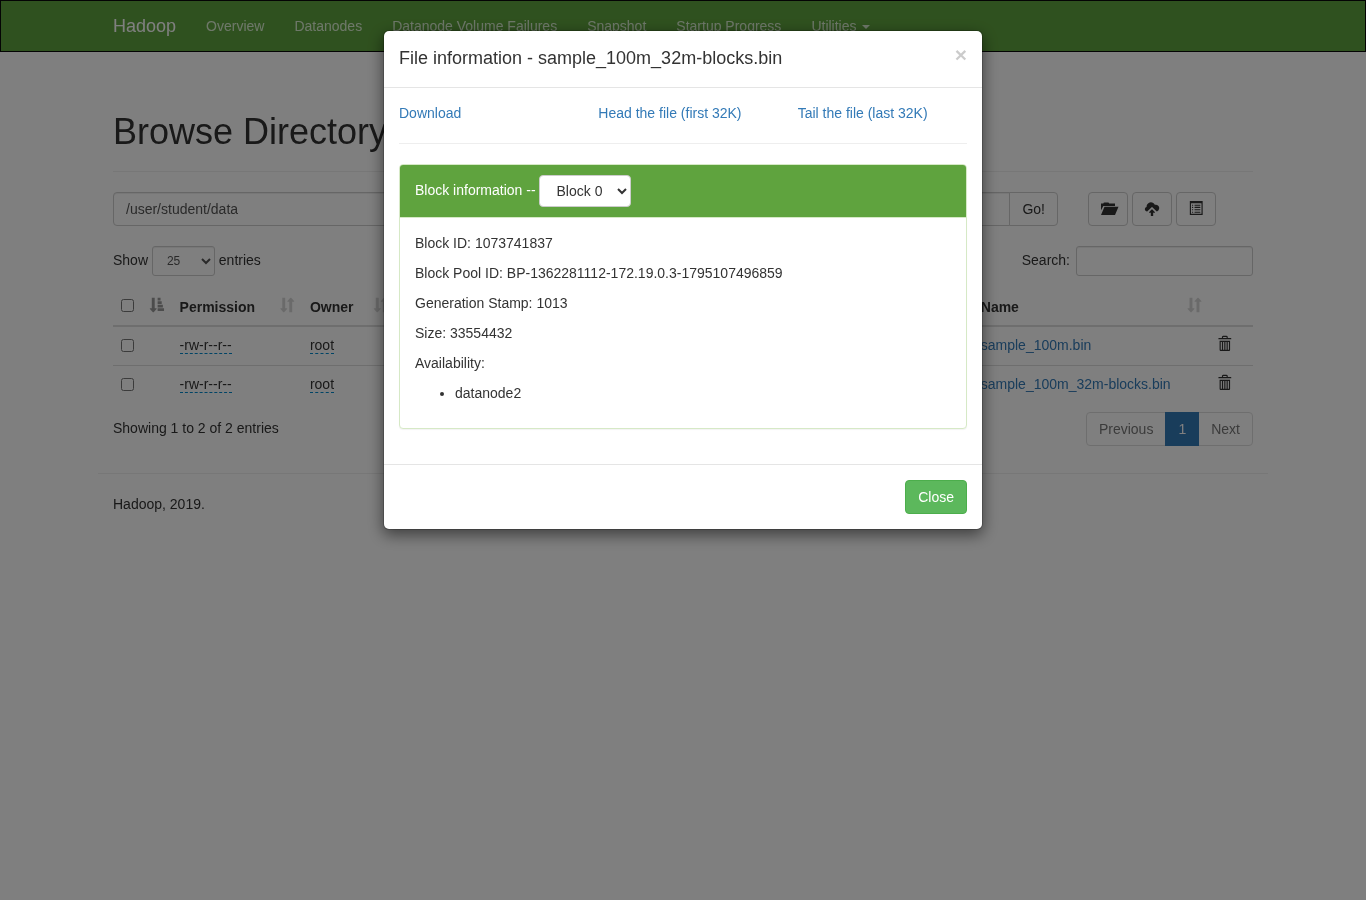 Hadoop Overview Datanodes Datanode Volume Failures Snapshot Startup Progress Utilities
File information - sample_100m_32m-blocks.bin ×
Download Head the file (first 32K) Tail the file (last 32K)
Browse Directory
Block information -- Block 0
/user/student/data Go!
Block ID: 1073741837
Show 25 entries Search:
Block Pool ID: BP-1362281112-172.19.0.3-1795107496859
Generation Stamp: 1013
Permission Owner Name
Size: 33554432
-rw-r--r-- root sample_100m.bin
Availability:
-rw-r--r-- root sample_100m_32m-blocks.bin
datanode2
Showing 1 to 2 of 2 entries Previous 1 Next
Close
Hadoop, 2019.